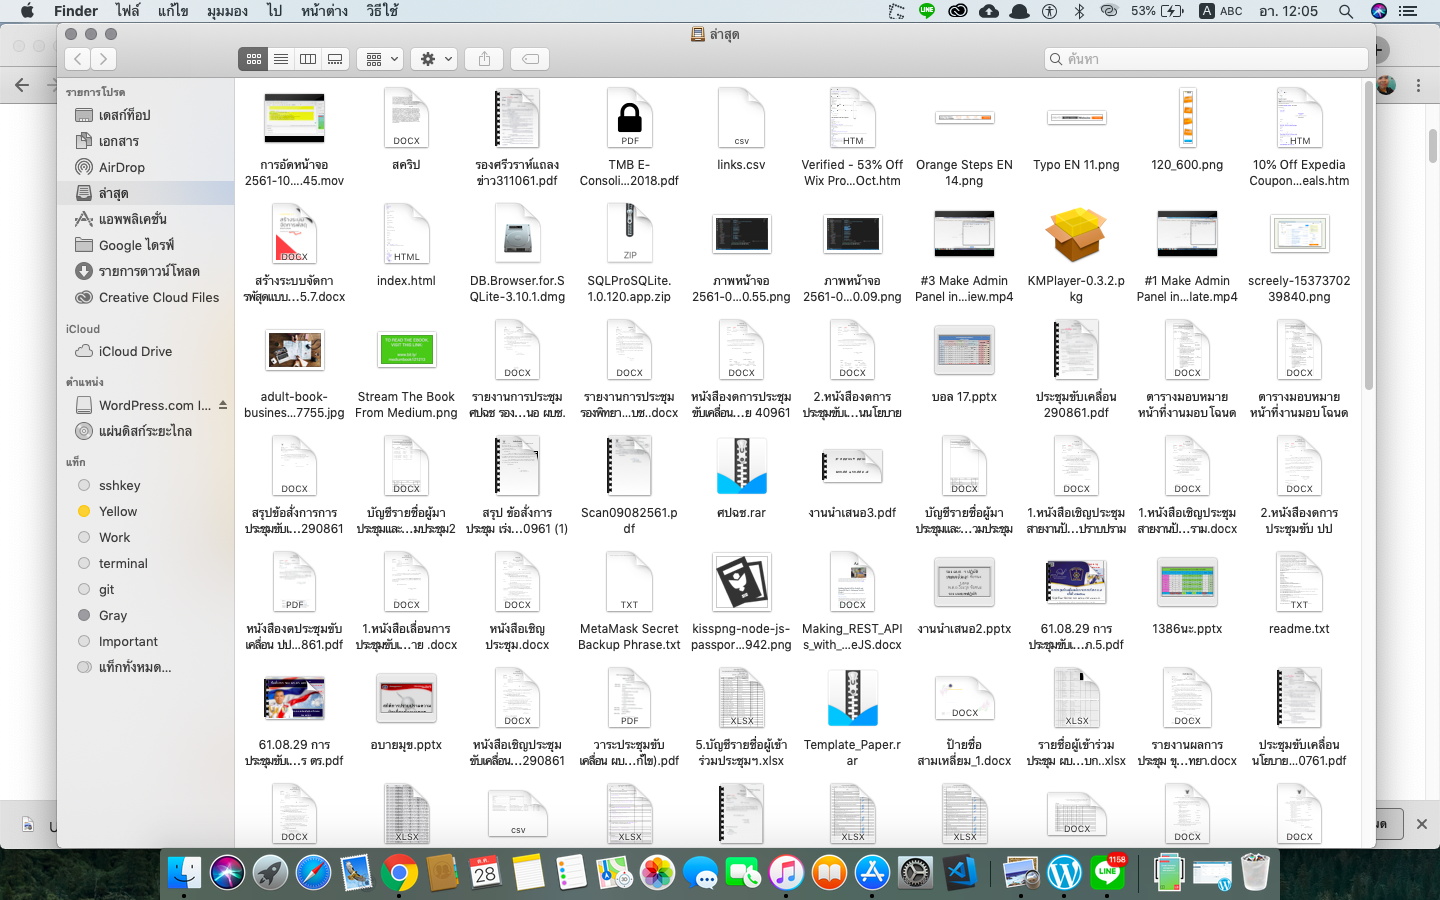 Finder ไฟล์ แก้ไข มุมมอง ไป หน้าต่าง วิธีใช้ 53% A ABC อา. 12:05
ล่าสุด
ค้นหา
รายการโปรด
เดสก์ท็อป
เอกสาร
AirDrop
ล่าสุด
แอพพลิเคชั่น
Google ไดรฟ์
รายการดาวน์โหลด
Creative Cloud Files
iCloud
iCloud Drive
ตำแหน่ง
WordPress.com I...
แผ่นดิสก์ระยะไกล
แท็ก
sshkey
Yellow
Work
terminal
git
Gray
Important
แท็กทั้งหมด...
DOCX PDF csv HTM HTM
การอัดหน้าจอ สคริป รองศรีวราห์แถลง TMB E- links.csv Verified - 53% Off Orange Steps EN Typo EN 11.png 120_600.png 10% Off Expedia
2561-10....45.mov ข่าว311061.pdf Consoli...2018.pdf Wix Pro...Oct.htm 14.png Coupon...eals.htm
DOCX HTML ZIP
สร้างระบบจัดกา index.html DB.Browser.for.S SQLProSQLite. ภาพหน้าจอ ภาพหน้าจอ #3 Make Admin KMPlayer-0.3.2.p #1 Make Admin screely-15373702
รพัสดุแบบ...5.7.docx QLite-3.10.1.dmg 1.0.120.app.zip 2561-0...0.55.png 2561-0...0.09.png Panel in...iew.mp4 kg Panel in...late.mp4 39840.png
TO READ THE EBOOK,
VISIT THIS LINK:
DOCX DOCX DOCX DOCX DOCX DOCX
adult-book- Stream The Book รายงานการประชุม รายงานการประชุม หนังสืองดการ 2.หนังสืองดการ บอล 17.pptx ประชุมขับเคลื่อน ตารางมอบหมาย ตารางมอบหมาย
busines...7755.jpg From Medium.png ศปฉช รอง...นอ ผบช. รองพิทยา...บช..docx ขับเคลื่อน...ย 40961 ประชุมขับเ...นนโยบาย 290861.pdf หน้าที่งานมอบโฉนด หน้าที่งานมอบโฉนด
DOCX DOCX DOCX DOCX DOCX DOCX
สรุปข้อสั่งการการ บัญชีรายชื่อผู้มา สรุป ข้อสั่งการ Scan09082561.p ศปฉช.rar งานนำเสนอ3.pdf บัญชีรายชื่อผู้มา 1.หนังสือเชิญประชุม 1.หนังสือเชิญประชุม 2.หนังสืองดการ
ประชุมขับเ...290861 ประชุมและ...มประชุม2 ประชุม เร่ง...0961 (1) df ประชุมและ...วมประชุม สายงานป้...ปราบปราม สายงานป้...ราม.docx ประชุมขับ ปป
PDF DOCX DOCX TXT DOCX TXT
หนังสืองดประชุมขับ 1.หนังสือเลื่อนการ หนังสือเชิญ MetaMask Secret kisspng-node-js- Making_REST_API งานนำเสนอ2.pptx 61.08.29 การ 1386นะ.pptx readme.txt
เคลื่อน ปป...861.pdf ประชุมขับเ...าย .docx ประชุม.docx Backup Phrase.txt passpor...942.png s_with_...eJS.docx ประชุมขับเ...ภ.5.pdf
DOCX PDF XLSX DOCX XLSX DOCX
61.08.29 การ อบายมุข.pptx หนังสือเชิญประชุม วาระประชุมขับ 5.บัญชีรายชื่อผู้เข้า Template_Paper.r ป้ายชื่อ รายชื่อผู้เข้าร่วม รายงานผลการ ประชุมขับเคลื่อน
ประชุมขับเ...ร ตร.pdf ขับเคลื่อน...290861 เคลื่อน ผบ...กไข).pdf ร่วมประชุมฯ.xlsx ar สามเหลี่ยม_1.docx ประชุม ผบ...บก..xlsx ประชุม ขุ...ทยา.docx นโยบาย...0761.pdf
DOCX XLSX csv XLSX XLSX XLSX DOCX DOCX DOCX
ต.ค.
28
1158